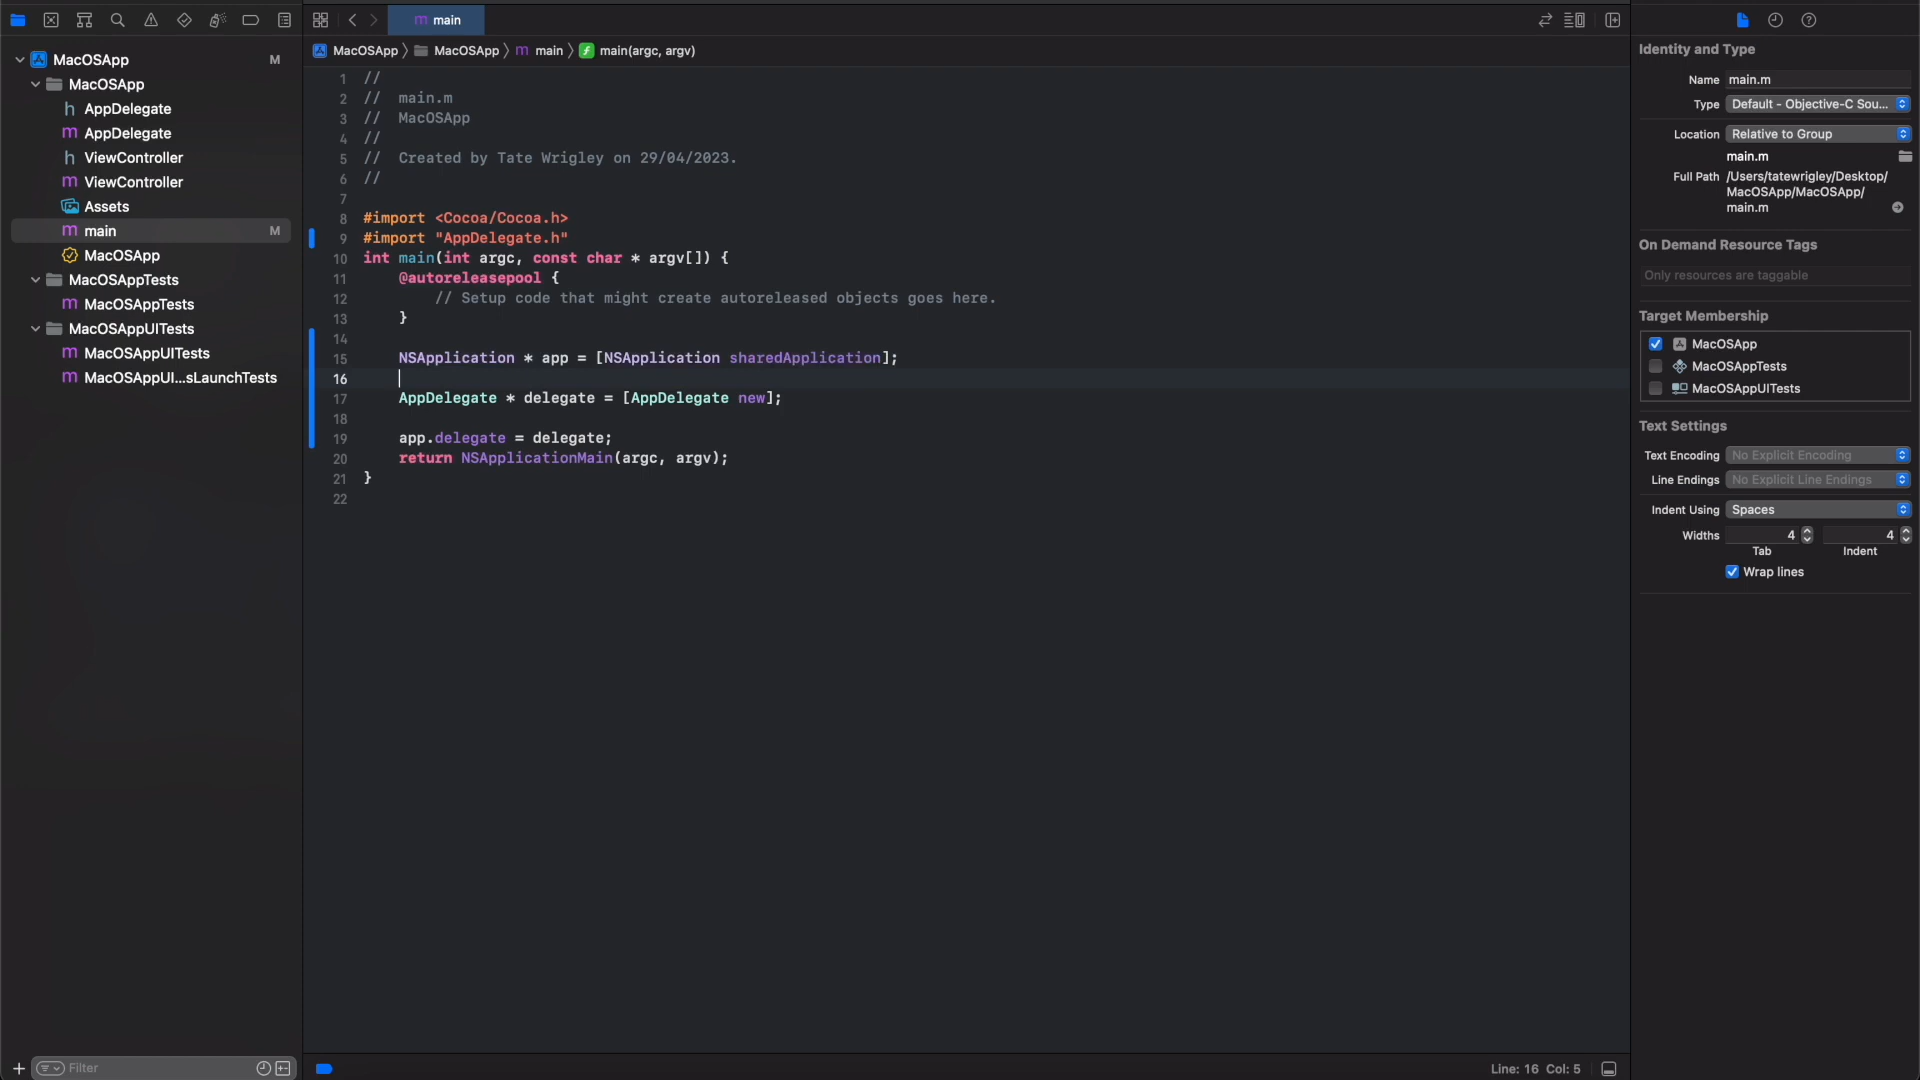 main
MacOSApp M
MacOSApp
h AppDelegate
m AppDelegate
h ViewController
m ViewController
Assets
m main M
MacOSApp
MacOSAppTests
m MacOSAppTests
MacOSAppUITests
m MacOSAppUITests
m MacOSAppUI...sLaunchTests
Filter
MacOSApp MacOSApp m main f main(argc, argv)
1 //
2 // main.m
3 // MacOSApp
4 //
5 // Created by Tate Wrigley on 29/04/2023.
6 //
7
8 #import <Cocoa/Cocoa.h>
9 #import "AppDelegate.h"
10 int main(int argc, const char * argv[]) {
11 @autoreleasepool {
12 // Setup code that might create autoreleased objects goes here.
13 }
14
15 NSApplication * app = [NSApplication sharedApplication];
16
17 AppDelegate * delegate = [AppDelegate new];
18
19 app.delegate = delegate;
20 return NSApplicationMain(argc, argv);
21 }
22
Line: 16 Col: 5
Identity and Type
Name main.m
Type Default - Objective-C Sou...
Location Relative to Group
main.m
Full Path /Users/tatewrigley/Desktop/
MacOSApp/MacOSApp/
main.m
On Demand Resource Tags
Only resources are taggable
Target Membership
MacOSApp
MacOSAppTests
MacOSAppUITests
Text Settings
Text Encoding No Explicit Encoding
Line Endings No Explicit Line Endings
Indent Using Spaces
Widths 4 4
Tab Indent
Wrap lines